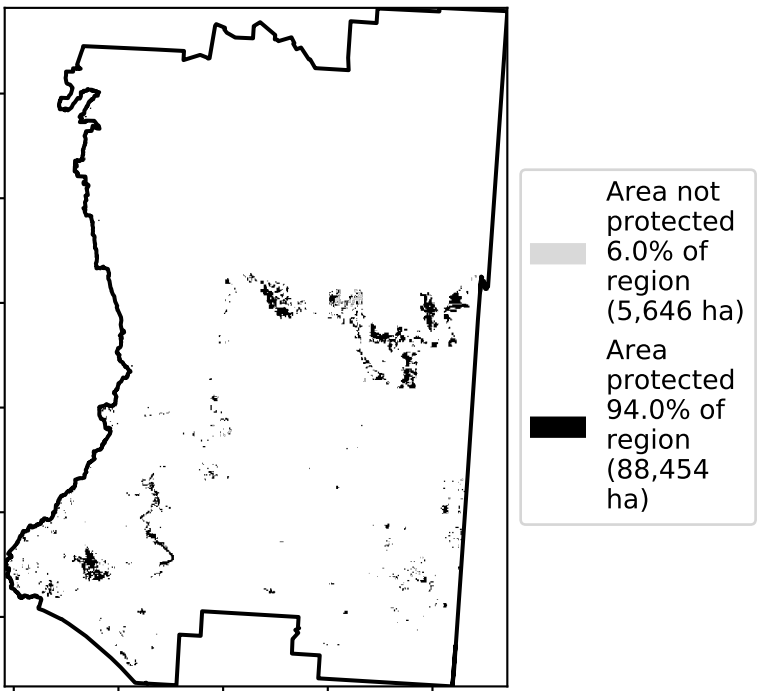 Area not
protected
6.0% of
region
(5,646 ha)
Area
protected
94.0% of
region
(88,454
ha)